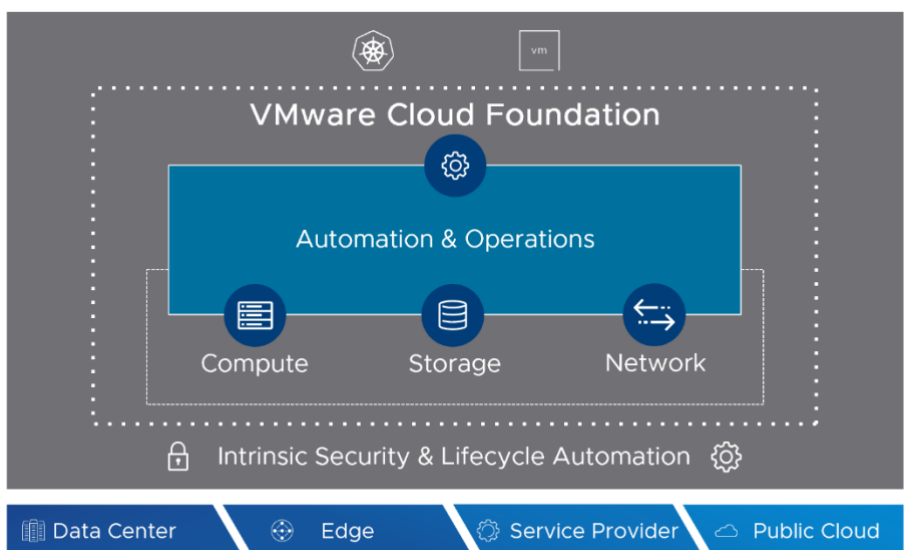 vm
VMware Cloud Foundation
Automation & Operations
Compute Storage Network
Intrinsic Security & Lifecycle Automation
Data Center Edge Service Provider Public Cloud